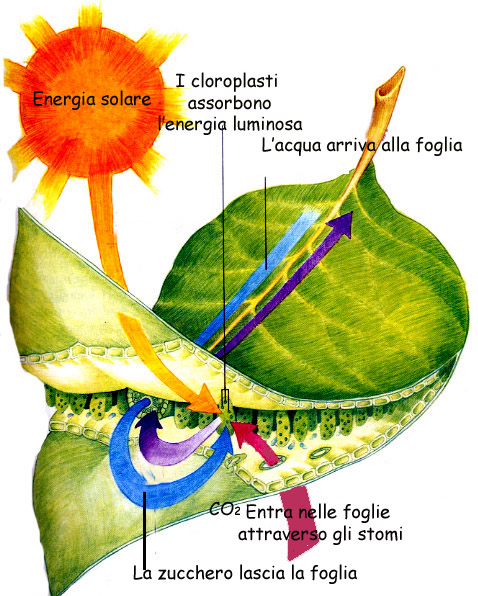 Energia solare
I cloroplasti
assorbono
l'energia luminosa
L'acqua arriva alla foglia
CO2 Entra nelle foglie
attraverso gli stomi
La zucchero lascia la foglia